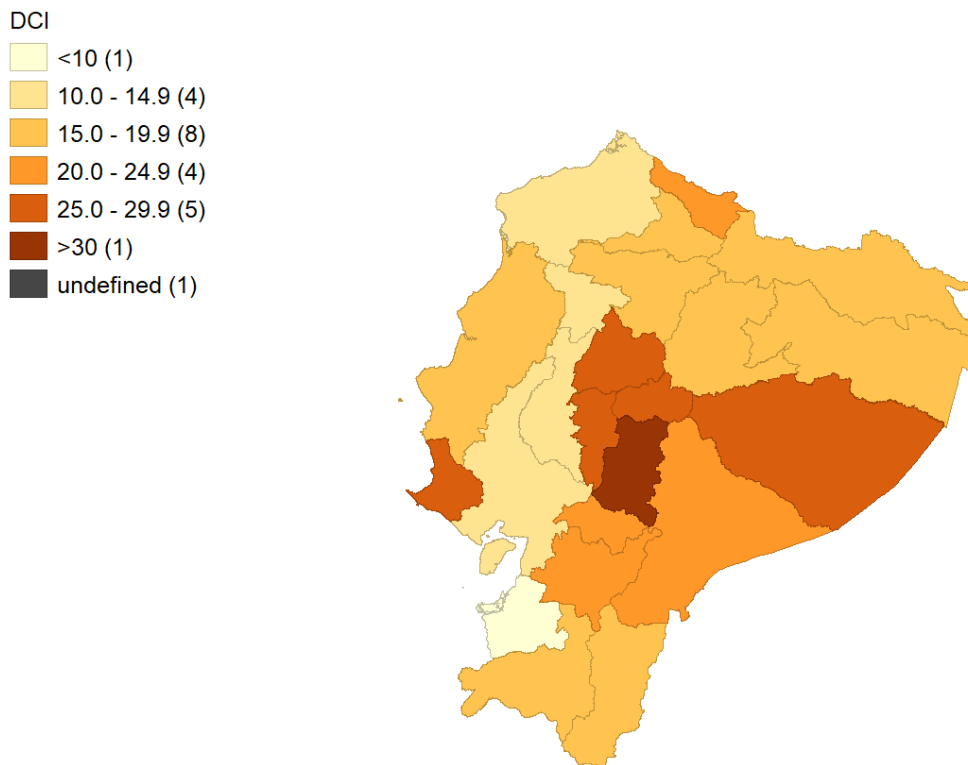 DCI
<10 (1)
10.0 - 14.9 (4)
15.0 - 19.9 (8)
20.0 - 24.9 (4)
25.0 - 29.9 (5)
>30 (1)
undefined (1)